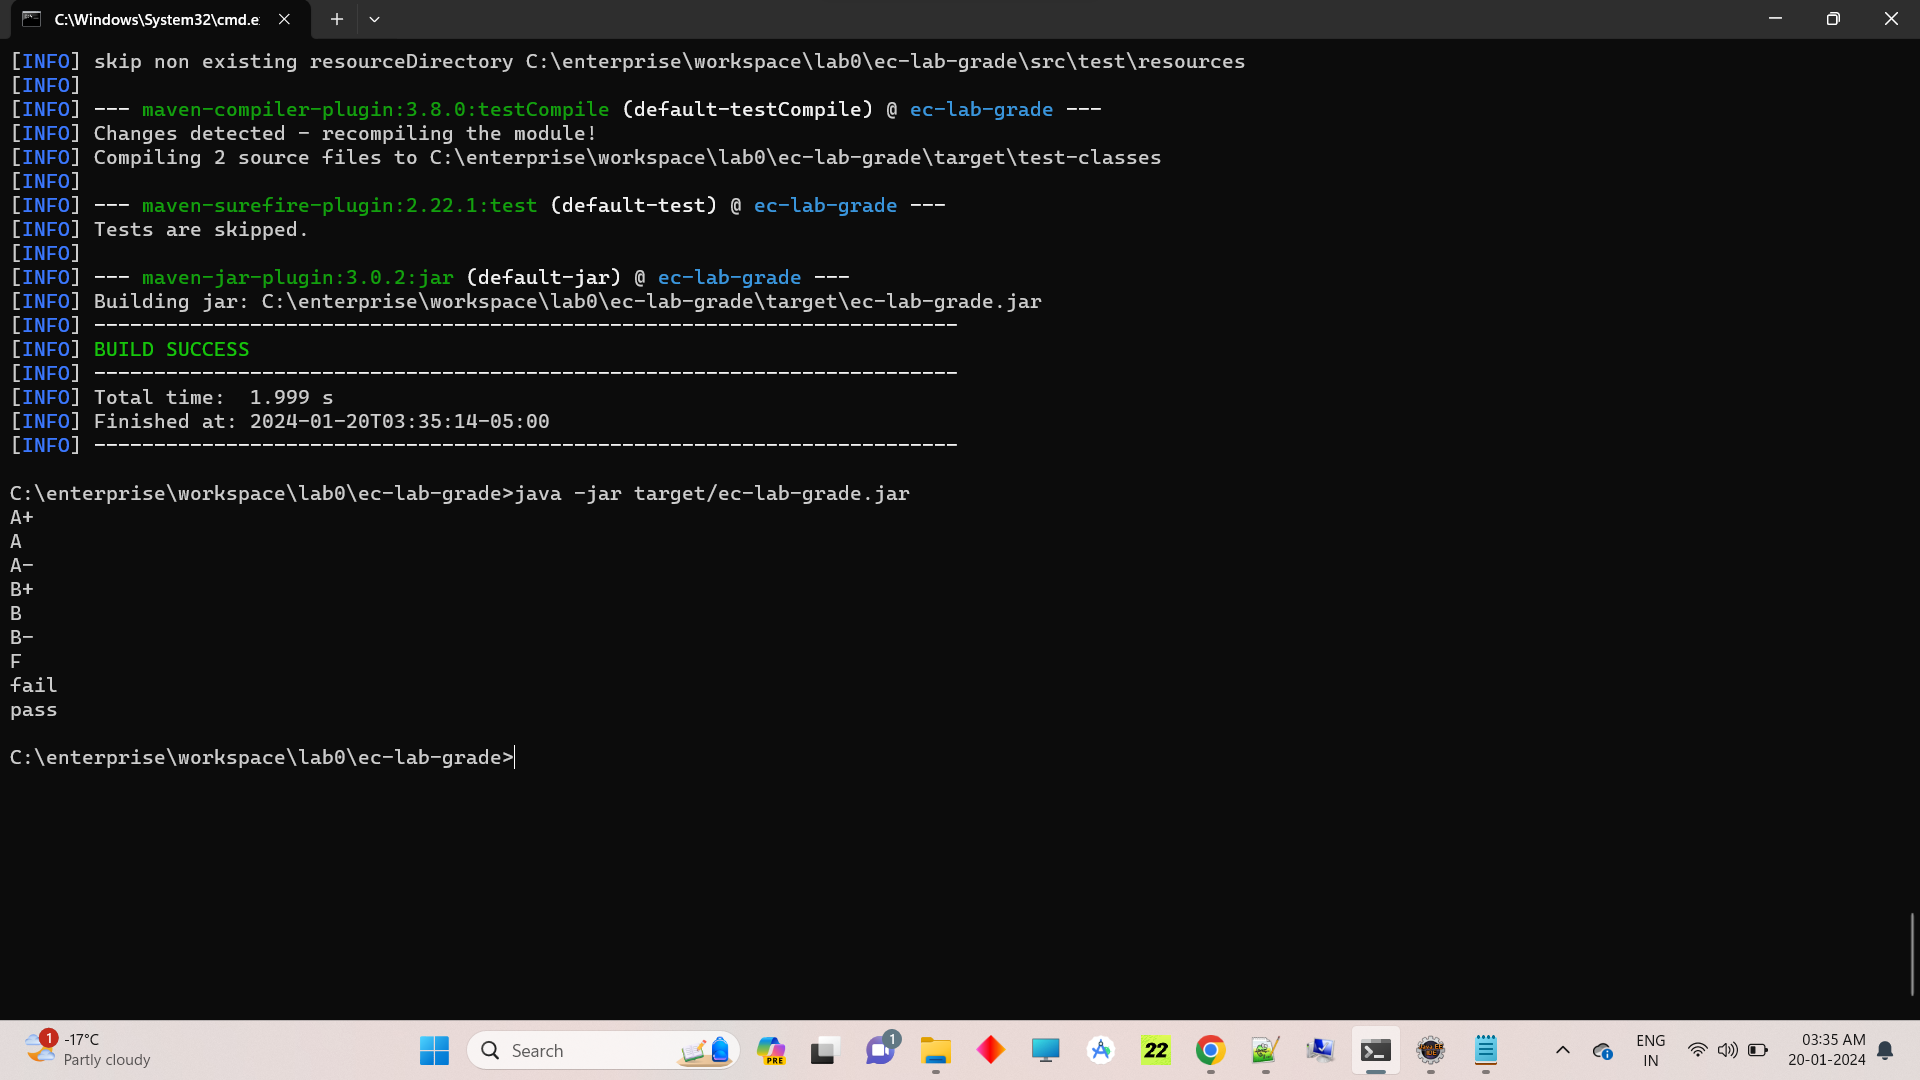 C:\Windows\System32\cmd.e
[INFO] skip non existing resourceDirectory C:\enterprise\workspace\lab0\ec-lab-grade\src\test\resources
[INFO]
[INFO] --- maven-compiler-plugin:3.8.0:testCompile (default-testCompile) @ ec-lab-grade ---
[INFO] Changes detected - recompiling the module!
[INFO] Compiling 2 source files to C:\enterprise\workspace\lab0\ec-lab-grade\target\test-classes
[INFO]
[INFO] --- maven-surefire-plugin:2.22.1:test (default-test) @ ec-lab-grade ---
[INFO] Tests are skipped.
[INFO]
[INFO] --- maven-jar-plugin:3.0.2:jar (default-jar) @ ec-lab-grade ---
[INFO] Building jar: C:\enterprise\workspace\lab0\ec-lab-grade\target\ec-lab-grade.jar
[INFO] ------------------------------------------------------------------------
[INFO] BUILD SUCCESS
[INFO] ------------------------------------------------------------------------
[INFO] Total time:  1.999 s
[INFO] Finished at: 2024-01-20T03:35:14-05:00
[INFO] ------------------------------------------------------------------------
C:\enterprise\workspace\lab0\ec-lab-grade>java -jar target/ec-lab-grade.jar
A+
A
A-
B+
B
B-
F
fail
pass
C:\enterprise\workspace\lab0\ec-lab-grade>
1
-17°C
Partly cloudy
Search
PRE
1
22
ENG
IN
03:35 AM
20-01-2024